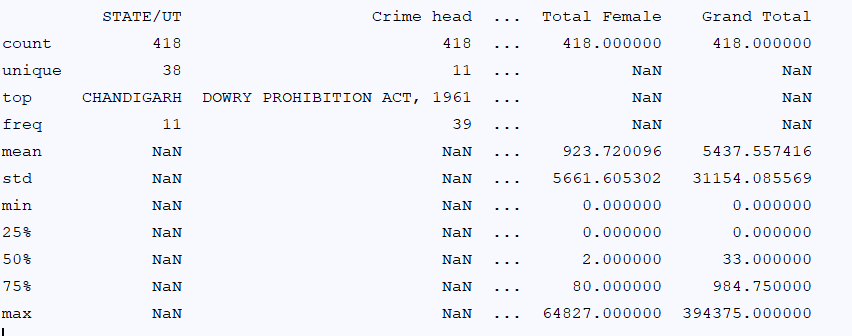 STATE/UT Crime head ... Total Female Grand Total
count 418 418 ... 418.000000 418.000000
unique 38 11 ... NaN NaN
top CHANDIGARH DOWRY PROHIBITION ACT, 1961 ... NaN NaN
freq 11 39 ... NaN NaN
mean NaN NaN ... 923.720096 5437.557416
std NaN NaN ... 5661.605302 31154.085569
min NaN NaN ... 0.000000 0.000000
25% NaN NaN ... 0.000000 0.000000
50% NaN NaN ... 2.000000 33.000000
75% NaN NaN ... 80.000000 984.750000
max NaN NaN ... 64827.000000 394375.000000